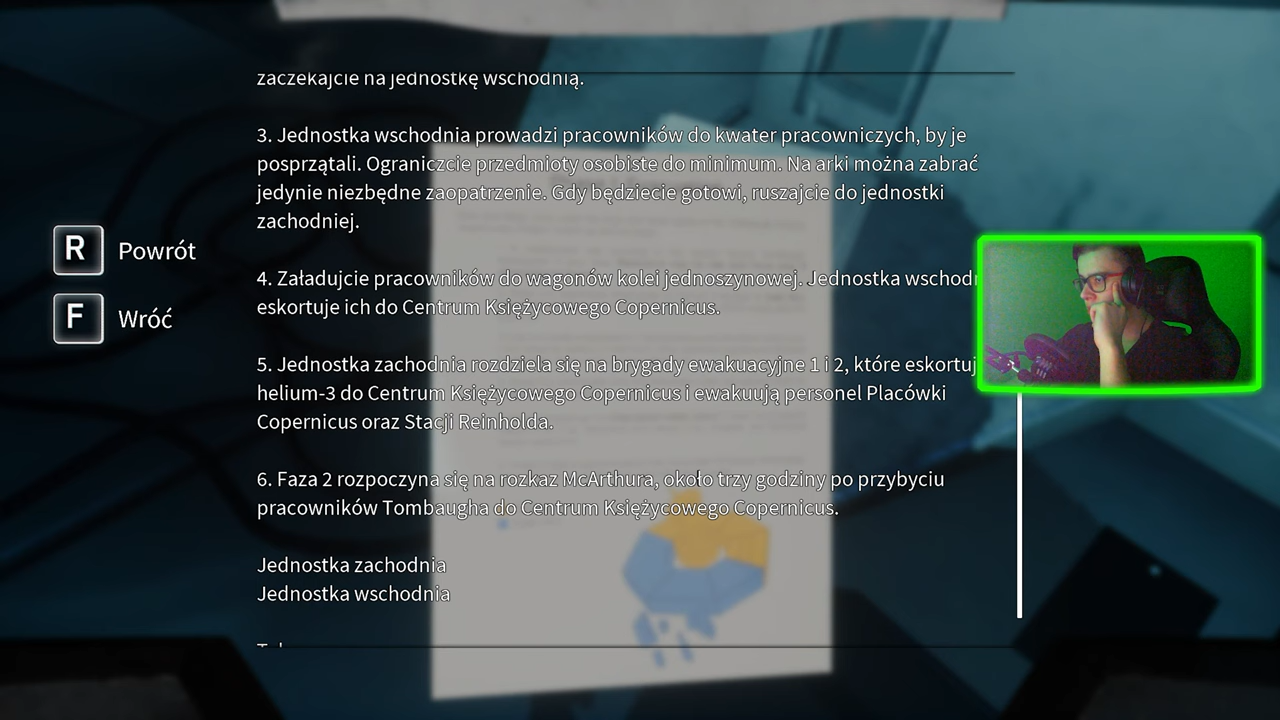 zaczekajcie na jednostkę wschodnią.
3. Jednostka wschodnia prowadzi pracowników do kwater pracowniczych, by je
posprzątali. Ograniczcie przedmioty osobiste do minimum. Na arki można zabrać
jedynie niezbędne zaopatrzenie. Gdy będziecie gotowi, ruszajcie do jednostki
zachodniej.
R Powrót
F Wróć
4. Załadujcie pracowników do wagonów kolei jednoszynowej. Jednostka
eskortuje ich do Centrum Księżycowego Copernicus.
5. Jednostka zachodnia rozdziela się na brygady ewakuacyjne 1 i 2, które
helium-3 do Centrum Księżycowego Copernicus i ewakuują personel Placówki
Copernicus oraz Stacji Reinholda.
6. Faza 2 rozpoczyna się na rozkaz McArthura, około trzy godziny po przybyciu
pracowników Tombaugha do Centrum Księżycowego Copernicus.
Jednostka zachodnia
Jednostka wschodnia